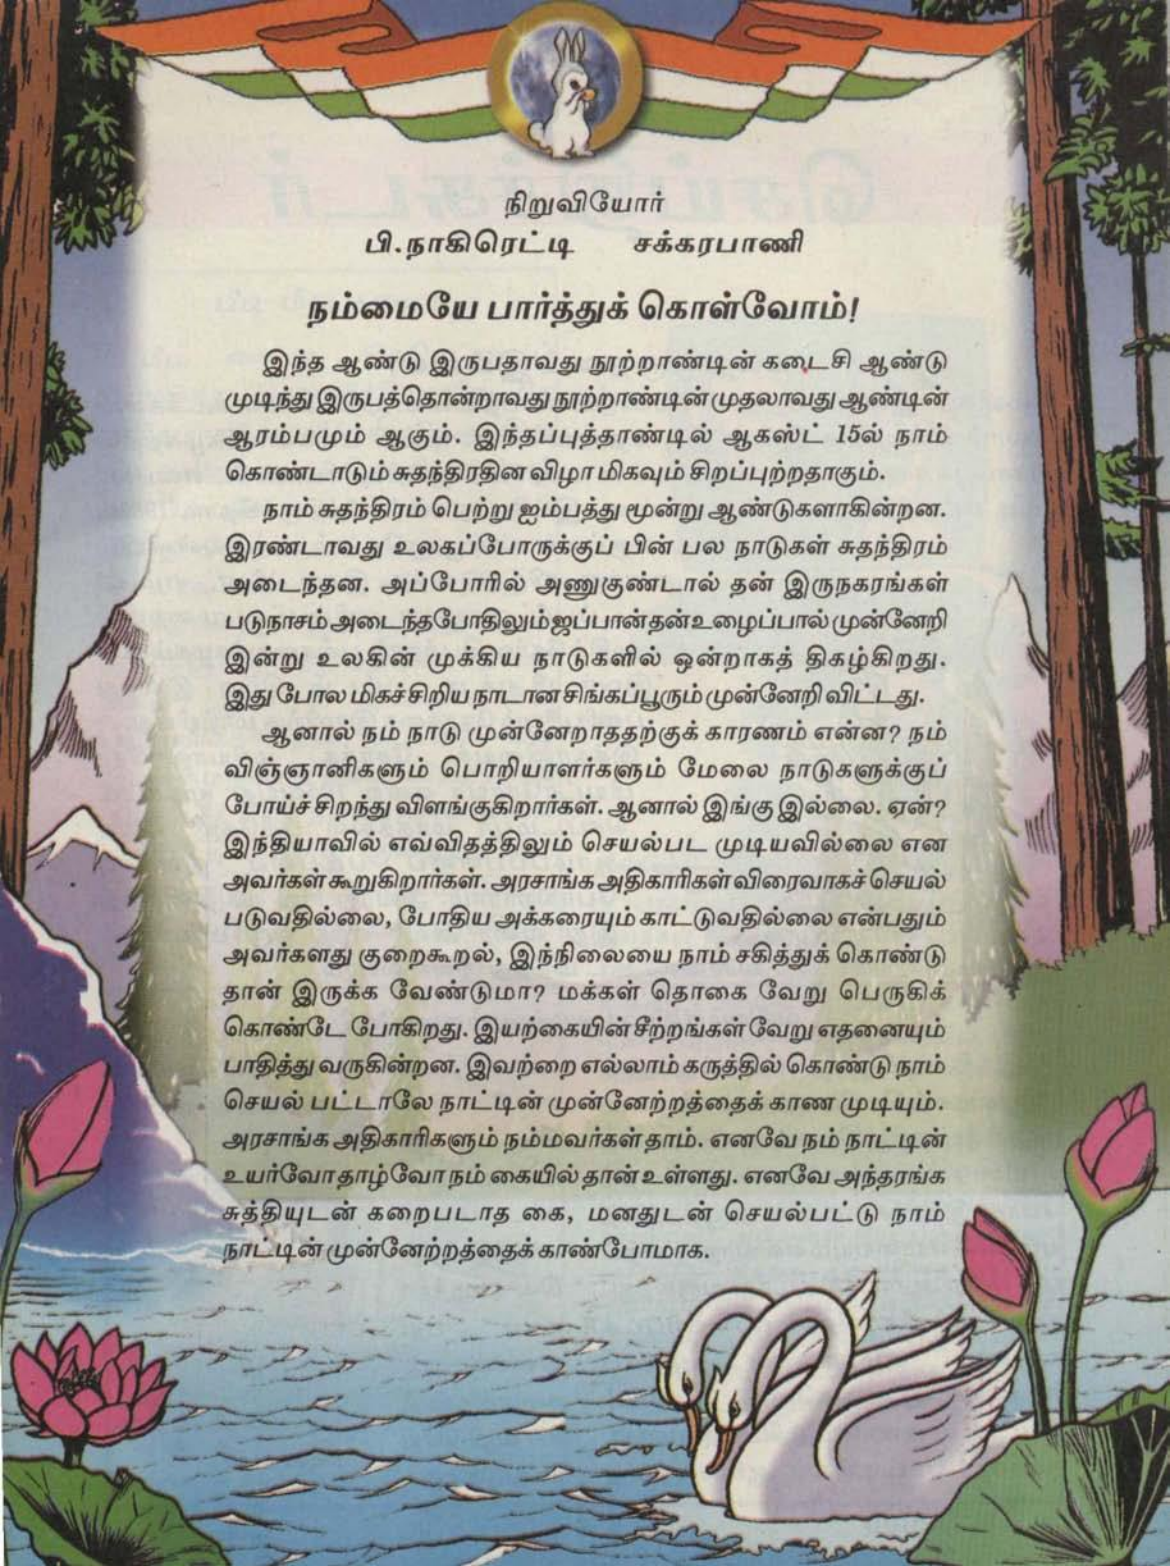 நிறுவியோர்
பி.நாகிரெட்டி சக்கரபாணி
நம்மையே பார்த்துக் கொள்வோம்!
இந்த ஆண்டு இருபதாவது நூற்றாண்டின் கடைசி ஆண்டு
முடிந்து இருபத்தொன்றாவது நூற்றாண்டின் முதலாவது ஆண்டின்
ஆரம்பமும் ஆகும். இந்தப்புத்தாண்டில் ஆகஸ்ட் 15ல் நாம்
கொண்டாடும் சுதந்திரதின விழா மிகவும் சிறப்புற்றதாகும்.
நாம் சுதந்திரம் பெற்று ஐம்பத்து மூன்று ஆண்டுகளாகின்றன.
இரண்டாவது உலகப்போருக்குப் பின் பல நாடுகள் சுதந்திரம்
அடைந்தன. அப்போரில் அணுகுண்டால் தன் இருநகரங்கள்
படுநாசம் அடைந்தபோதிலும் ஜப்பான் தன் உழைப்பால் முன்னேறி
இன்று உலகின் முக்கிய நாடுகளில் ஒன்றாகத் திகழ்கிறது.
இது போல மிகச்சிறிய நாடான சிங்கப்பூரும் முன்னேறி விட்டது.
ஆனால் நம் நாடு முன்னேறாததற்குக் காரணம் என்ன? நம்
விஞ்ஞானிகளும் பொறியாளர்களும் மேலை நாடுகளுக்குப்
போய்ச்சிறந்து விளங்குகிறார்கள். ஆனால் இங்கு இல்லை. ஏன்?
இந்தியாவில் எவ்விதத்திலும் செயல்பட முடியவில்லை என
அவர்கள் கூறுகிறார்கள். அரசாங்க அதிகாரிகள் விரைவாகச் செயல்
படுவதில்லை, போதிய அக்கரையும் காட்டுவதில்லை என்பதும்
அவர்களது குறைகூறல், இந்நிலையை நாம் சகித்துக் கொண்டு
தான் இருக்க வேண்டுமா? மக்கள் தொகை வேறு பெருகிக்
கொண்டே போகிறது. இயற்கையின் சீற்றங்கள் வேறு எதனையும்
பாதித்து வருகின்றன. இவற்றை எல்லாம் கருத்தில் கொண்டு நாம்
செயல் பட்டாலே நாட்டின் முன்னேற்றத்தைக் காண முடியும்.
அரசாங்க அதிகாரிகளும் நம்மவர்கள் தாம். எனவே நம் நாட்டின்
உயர்வோ தாழ்வோ நம் கையில் தான் உள்ளது. எனவே அந்தரங்க
சுத்தியுடன் கறைபடாத கை, மனதுடன் செயல்பட்டு நாம்
நாட்டின் முன்னேற்றத்தைக் காண்போமாக.